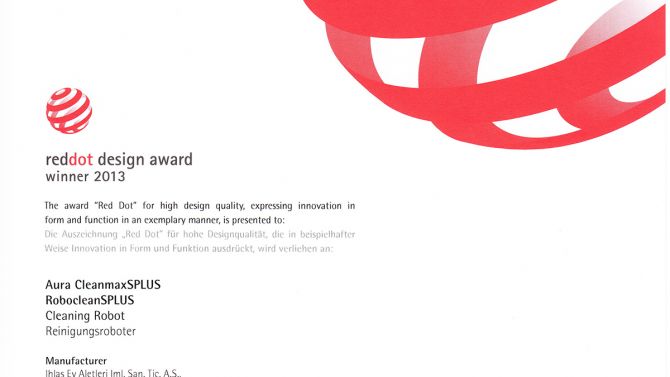 reddot design award
winner 2013
The award "Red Dot" for high design quality, expressing innovation in
form and function in an exemplary manner, is presented to:
Die Auszeichnung „Red Dot" für hohe Designqualität, die in beispielhafter
Weise Innovation in Form und Funktion ausdrückt, wird verliehen an:
Aura CleanmaxSPLUS
RobocleanSPLUS
Cleaning Robot
Reinigungsroboter
Manufacturer
Ihlas Ev Aletleri Iml. San. Tic. A.S.,